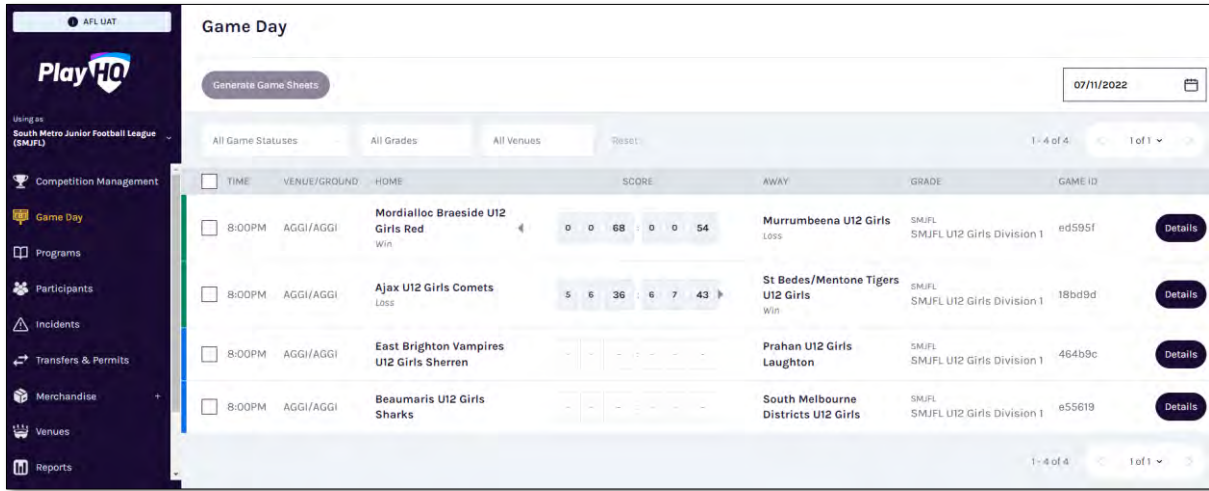 AFL UAT
PlayHQ
Using as
South Metro Junior Football League
(SMJFL)
Competition Management
Game Day
Programs
Participants
Incidents
Transfers & Permits
Merchandise +
Venues
Reports
Game Day
Generate Game Sheets
07/11/2022
All Game Statuses
All Grades
All Venues
Reset
1 - 4 of 4
1 of 1
TIME VENUE/GROUND HOME SCORE AWAY GRADE GAME ID
8:00PM AGGI/AGGI
Mordialloc Braeside U12
Girls Red
Win
0 0 68 : 0 0 54
Murrumbeena U12 Girls
Loss
SMJFL
SMJFL U12 Girls Division 1
ed595f
Details
8:00PM AGGI/AGGI
Ajax U12 Girls Comets
Loss
5 6 36 : 6 7 43
St Bedes/Mentone Tigers
U12 Girls
Win
SMJFL
SMJFL U12 Girls Division 1
18bd9d
Details
8:00PM AGGI/AGGI
East Brighton Vampires
U12 Girls Sherren
- - - : - - -
Prahan U12 Girls
Laughton
SMJFL
SMJFL U12 Girls Division 1
464b9c
Details
8:00PM AGGI/AGGI
Beaumaris U12 Girls
Sharks
- - - : - - -
South Melbourne
Districts U12 Girls
SMJFL
SMJFL U12 Girls Division 1
e55619
Details
1 - 4 of 4
1 of 1